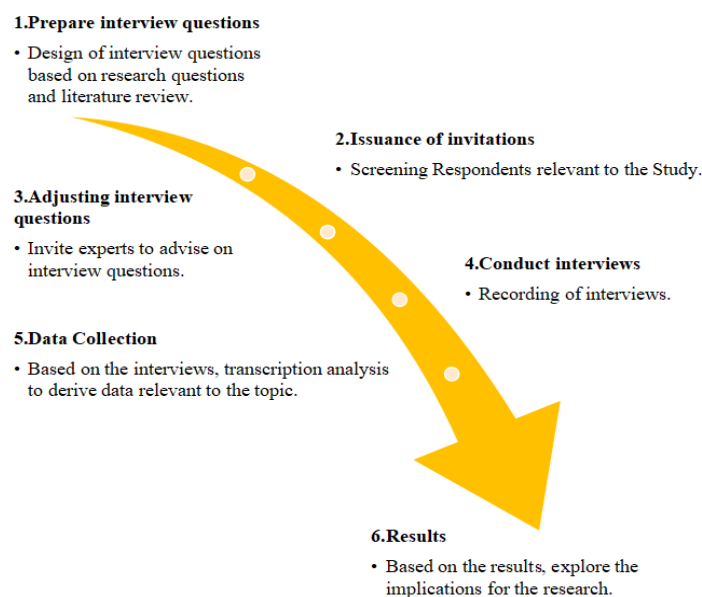 1.Prepare interview questions
• Design of interview questions
based on research questions
and literature review.
2.Issuance of invitations
• Screening Respondents relevant to the Study.
3.Adjusting interview
questions
• Invite experts to advise on
interview questions.
4.Conduct interviews
• Recording of interviews.
5.Data Collection
• Based on the interviews, transcription analysis
to derive data relevant to the topic.
6.Results
• Based on the results, explore the
implications for the research.